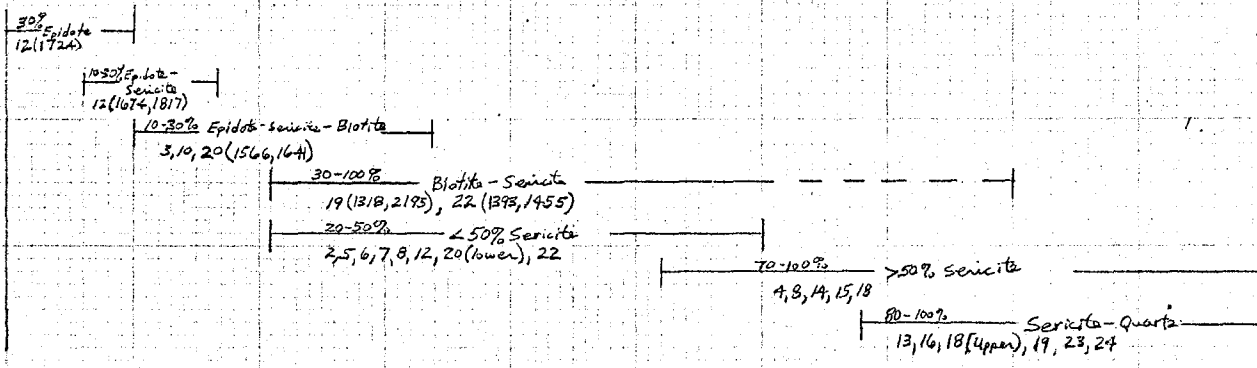 30%
Epidote
12(1724)
10-30% Epidote-
Sericite
12(1674,1817)
10-30% Epidote-sericite-Biotite
3,10,20(1566,1641)
30-100% Biotite-Sericite
19(1318,2195), 22(1393,1455)
20-50% <50% Sericite
2,5,6,7,8,12,20(lower),22
70-100% >50% Sericite
4,8,14,15,18
80-100% Sericite-Quartz
13,16,18(Upper),19,23,24